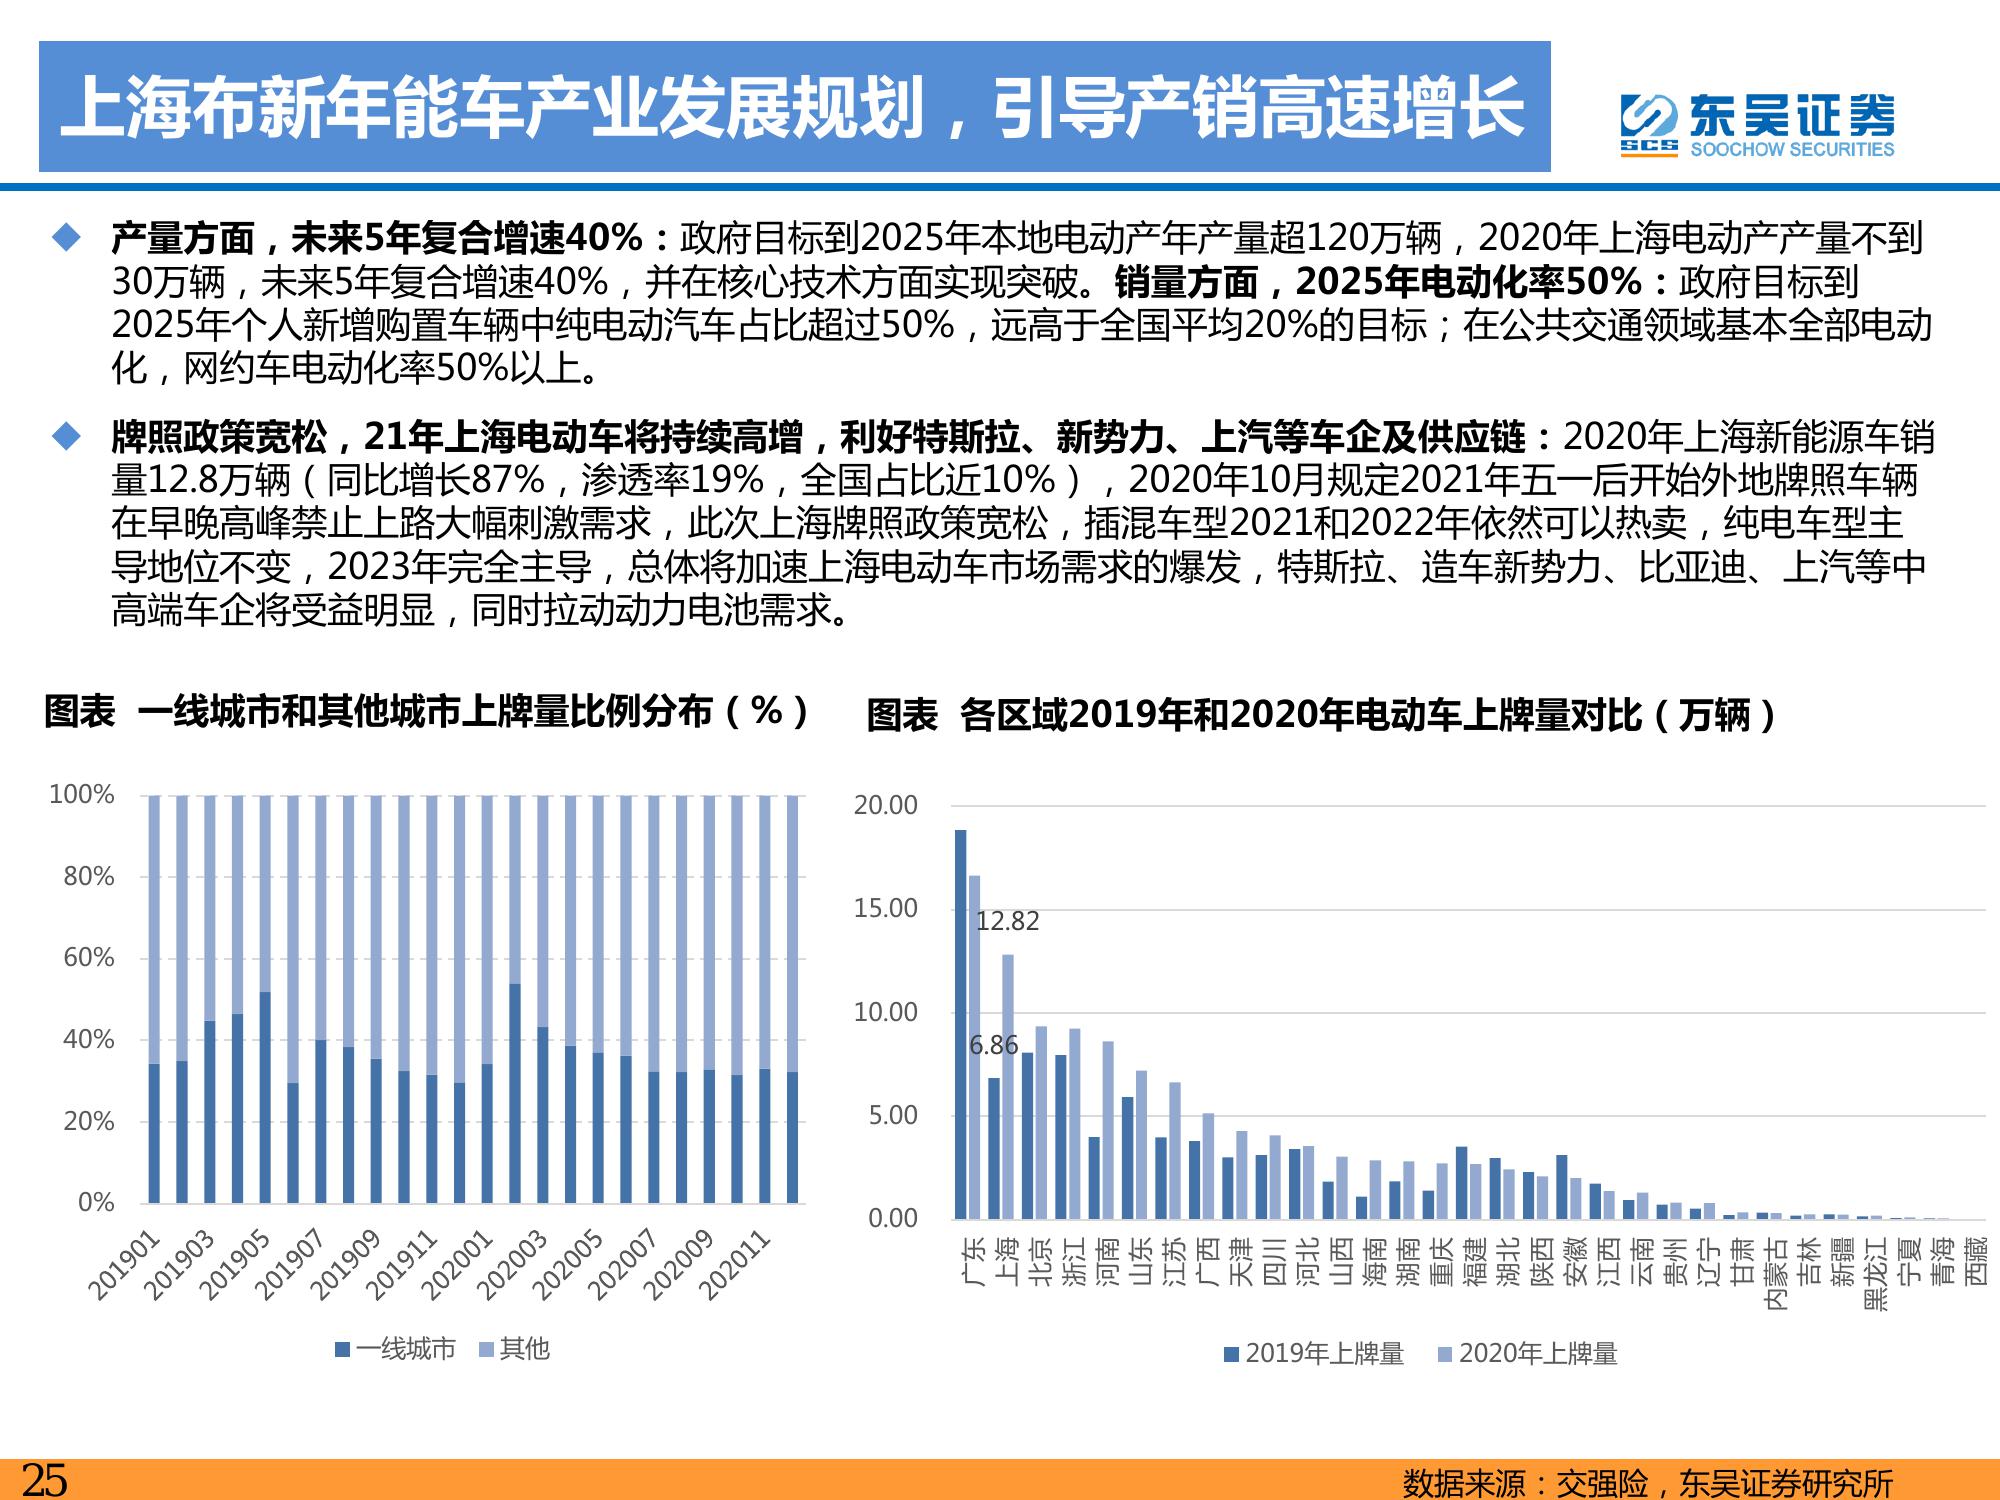 上海布新年能车产业发展规划，引导产销高速增长
SCS
东吴证券
SOOCHOW SECURITIES
产量方面，未来5年复合增速40%：政府目标到2025年本地电动产年产量超120万辆，2020年上海电动产产量不到
30万辆，未来5年复合增速40%，并在核心技术方面实现突破。销量方面，2025年电动化率50%：政府目标到
2025年个人新增购置车辆中纯电动汽车占比超过50%，远高于全国平均20%的目标；在公共交通领域基本全部电动
化，网约车电动化率50%以上。
牌照政策宽松，21年上海电动车将持续高增，利好特斯拉、新势力、上汽等车企及供应链：2020年上海新能源车销
量12.8万辆（同比增长87%，渗透率19%，全国占比近10%），2020年10月规定2021年五一后开始外地牌照车辆
在早晚高峰禁止上路大幅刺激需求，此次上海牌照政策宽松，插混车型2021和2022年依然可以热卖，纯电车型主
导地位不变，2023年完全主导，总体将加速上海电动车市场需求的爆发，特斯拉、造车新势力、比亚迪、上汽等中
高端车企将受益明显，同时拉动动力电池需求。
图表 一线城市和其他城市上牌量比例分布（%）
100%
80%
60%
40%
20%
0%
201901
201903
201905
201907
201909
201911
202001
202003
202005
202007
202009
202011
一线城市
其他
图表 各区域2019年和2020年电动车上牌量对比（万辆）
20.00
15.00
10.00
5.00
0.00
12.82
6.86
广东
上海
北京
浙江
河南
山东
江苏
广西
天津
四川
河北
山西
海南
湖南
重庆
福建
湖北
陕西
安徽
江西
云南
贵州
辽宁
甘肃
内蒙古
吉林
新疆
黑龙江
宁夏
青海
西藏
2019年上牌量
2020年上牌量
25
数据来源：交强险，东吴证券研究所